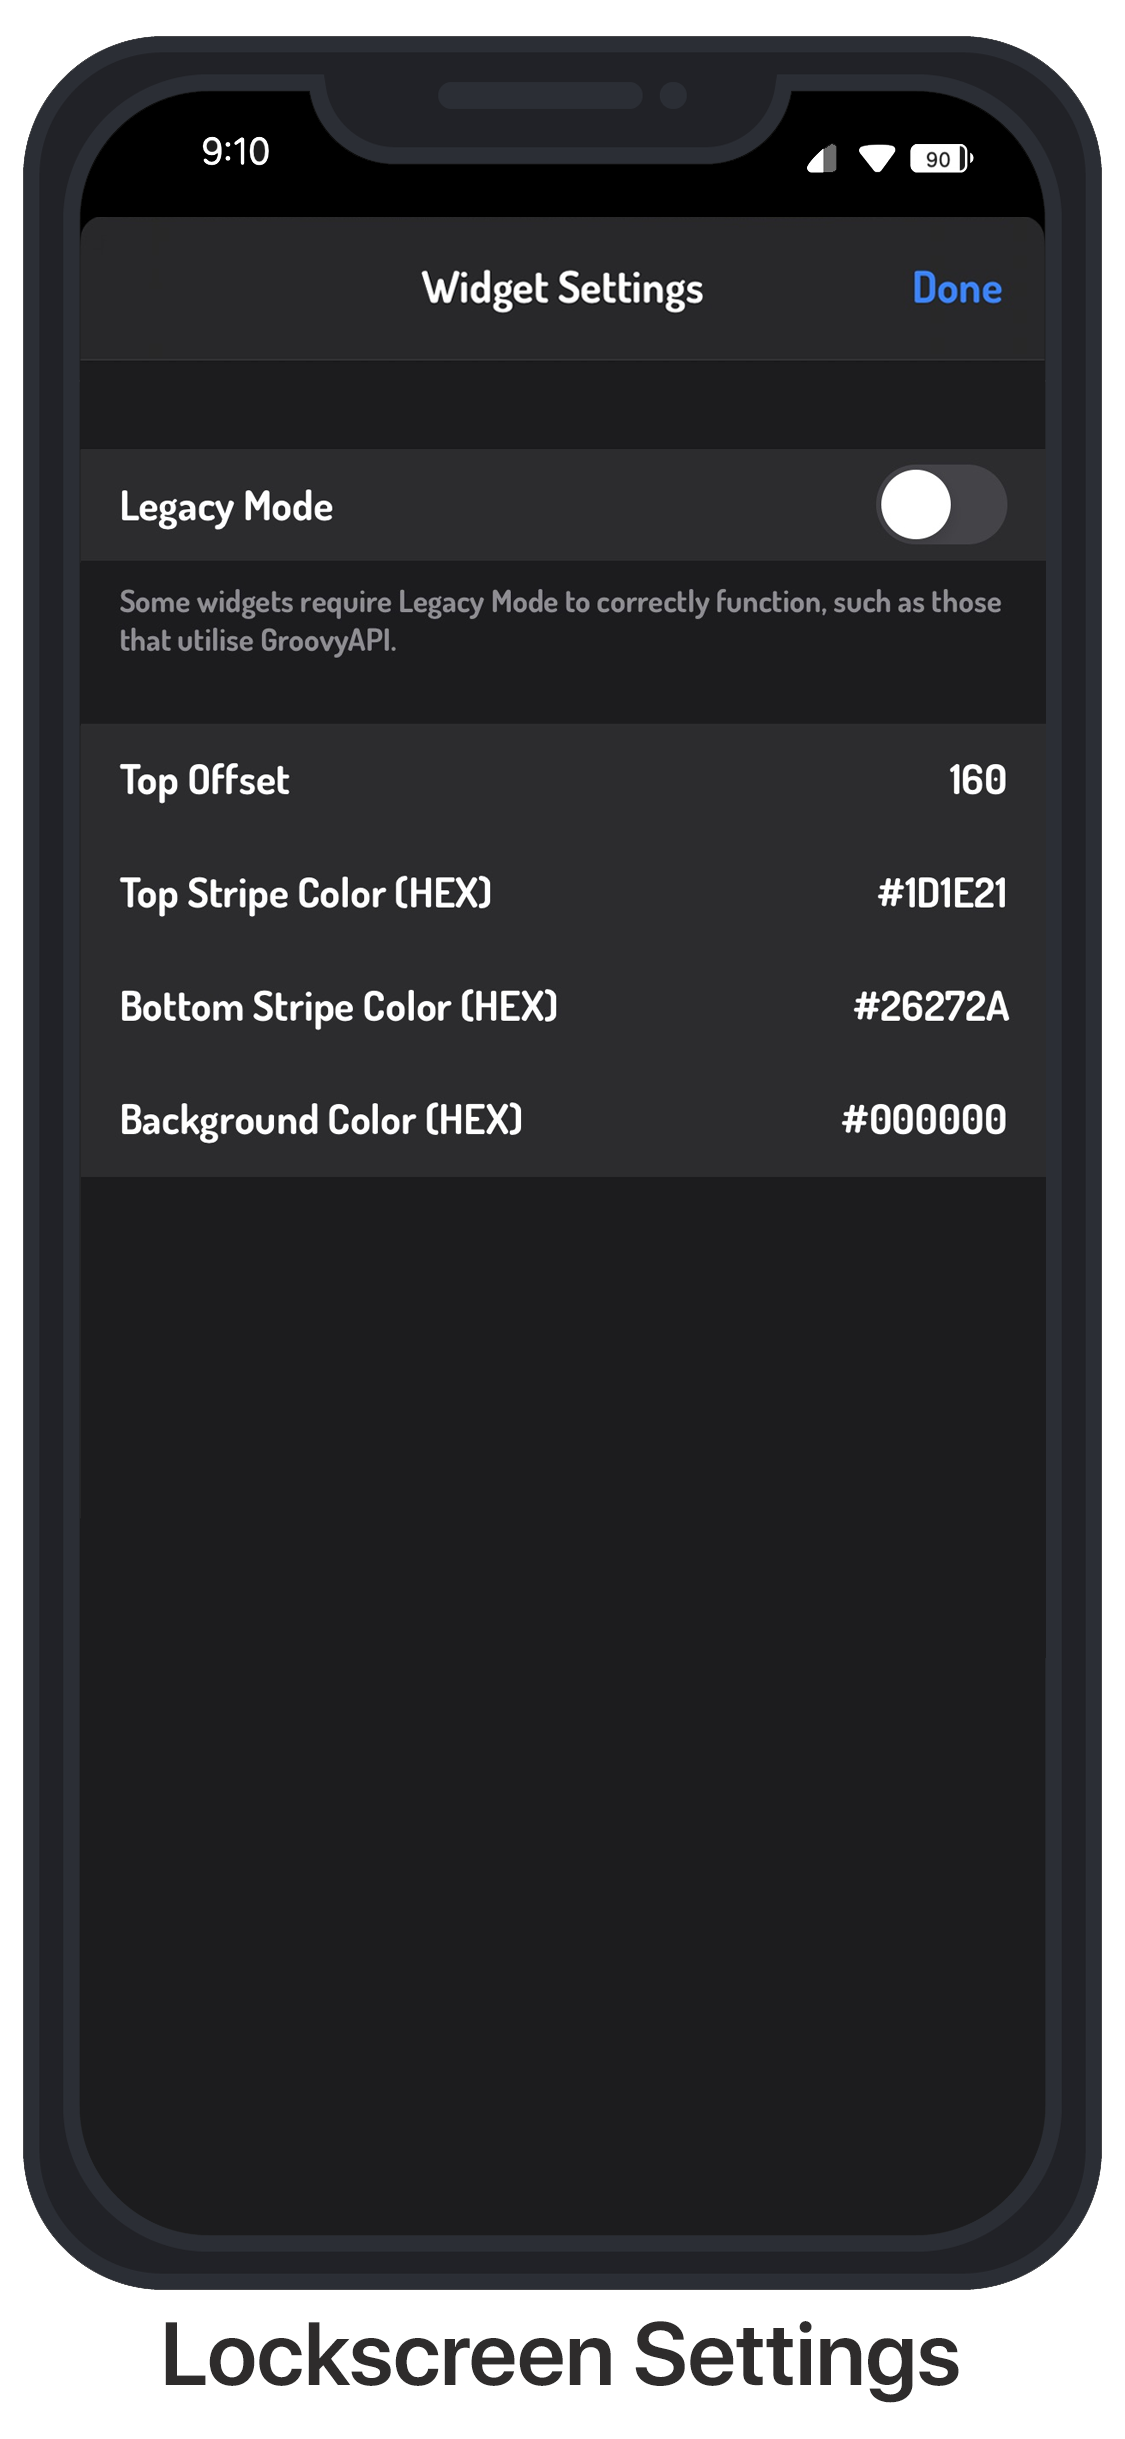 9:10
90
Widget Settings
Done
Legacy Mode
Some widgets require Legacy Mode to correctly function, such as those
that utilise GroovyAPI.
Top Offset 160
Top Stripe Color (HEX) #1D1E21
Bottom Stripe Color (HEX) #26272A
Background Color (HEX) #000000
Lockscreen Settings